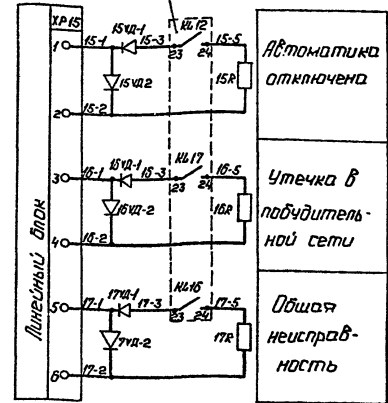 ХР15
Линейный блок
1 15-1 15VД-1 15-3 KL12 23 24 15-5
15VД2 15R
2 15-2
Автоматика
отключена
3 16-1 16VД-1 16-3 KL17 23 24 16-5
16VД-2 16R
4 16-2
Утечка в
побудитель-
ной сети
5 17-1 17VД-1 17-3 KL16 23 24 17-5
7VД-2 17R
6 17-2
Общая
неисправ-
ность